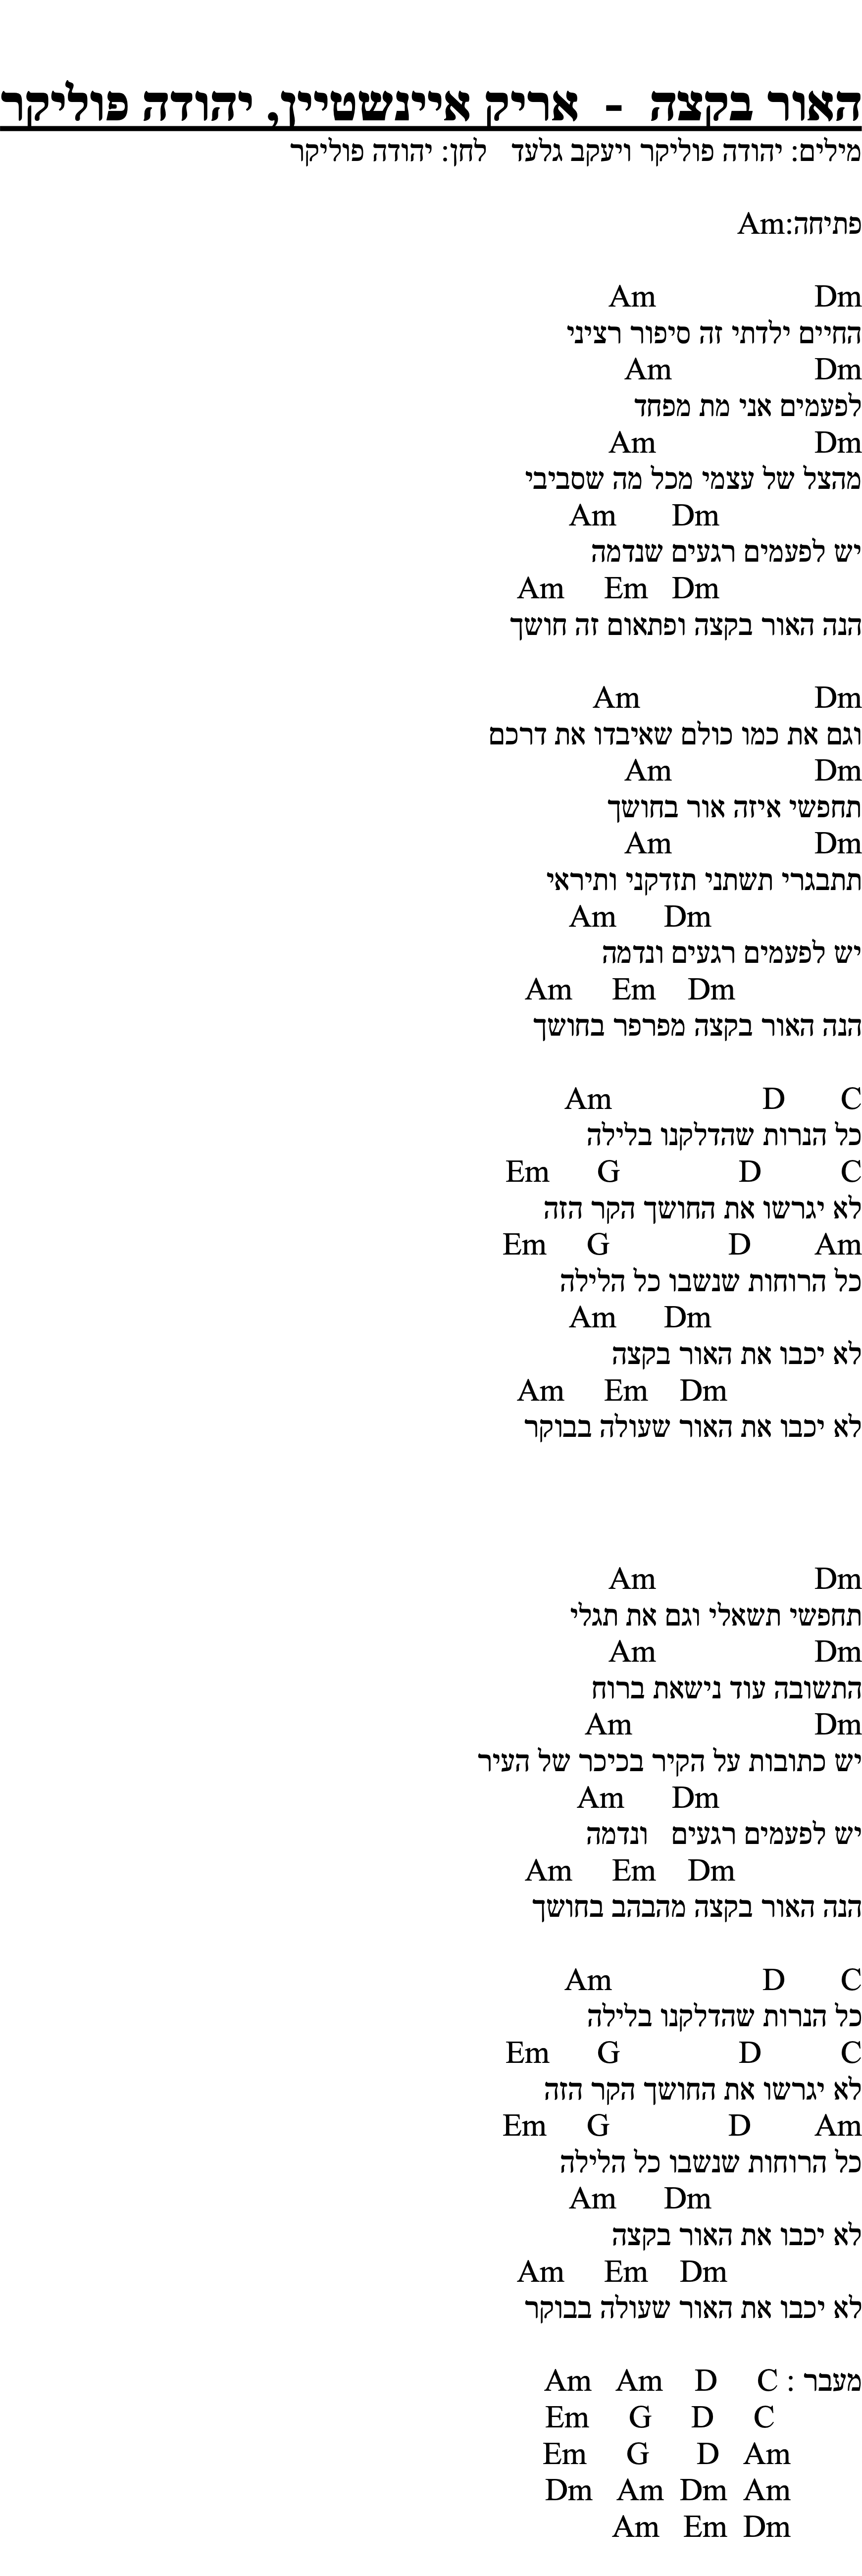 האור בקצה - אריק איינשטיין, יהודה פוליקר
מילים: יהודה פוליקר ויעקב גלעד לחן: יהודה פוליקר
פתיחה:Am
Dm Am
החיים ילדתי זה סיפור רציני
Dm Am
לפעמים אני מת מפחד
Dm Am
מהצל של עצמי מכל מה שסביבי
Dm Am
יש לפעמים רגעים שנדמה
Dm Em Am
הנה האור בקצה ופתאום זה חושך
Dm Am
וגם את כמו כולם שאיבדו את דרכם
Dm Am
תחפשי איזה אור בחושך
Dm Am
תתבגרי תשתני תזדקני ותיראי
Dm Am
יש לפעמים רגעים ונדמה
Dm Em Am
הנה האור בקצה מפרפר בחושך
C D Am
כל הנרות שהדלקנו בלילה
C D G Em
לא יגרשו את החושך הקר הזה
Am D G Em
כל הרוחות שנשבו כל הלילה
Dm Am
לא יכבו את האור בקצה
Dm Em Am
לא יכבו את האור שעולה בבוקר
Dm Am
תחפשי תשאלי וגם את תגלי
Dm Am
התשובה עוד נישאת ברוח
Dm Am
יש כתובות על הקיר בכיכר של העיר
Dm Am
יש לפעמים רגעים ונדמה
Dm Em Am
הנה האור בקצה מהבהב בחושך
C D Am
כל הנרות שהדלקנו בלילה
C D G Em
לא יגרשו את החושך הקר הזה
Am D G Em
כל הרוחות שנשבו כל הלילה
Dm Am
לא יכבו את האור בקצה
Dm Em Am
לא יכבו את האור שעולה בבוקר
מעבר : C D Am Am
C D G Em
Am D G Em
Am Dm Am Dm
Dm Em Am